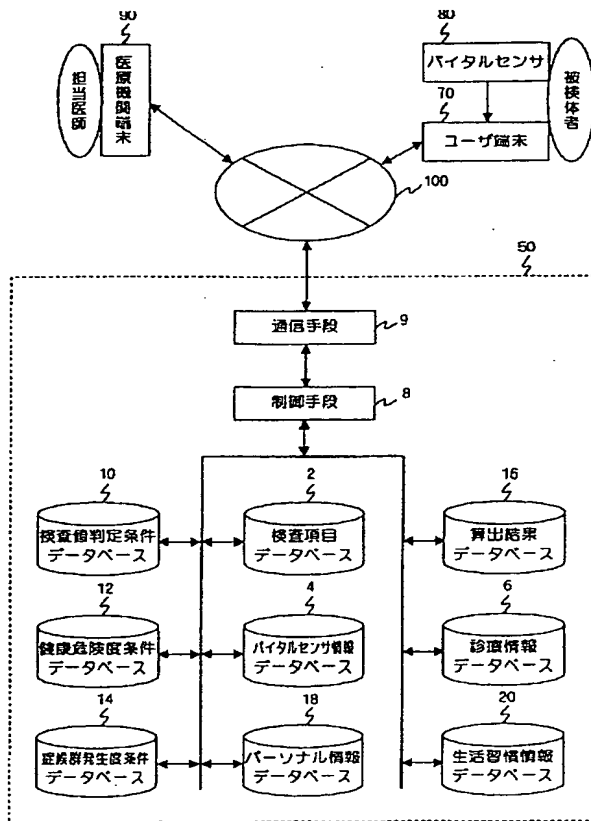 90
80
担当医師
医療機関端末
バイタルセンサ
70
ユーザ端末
被検体者
100
50
通信手段
9
制御手段
8
10
2
16
検査値判定条件
データベース
検査項目
データベース
算出結果
データベース
12
4
6
健康危険度条件
データベース
バイタルセンサ情報
データベース
診療情報
データベース
14
18
20
症候群発生度条件
データベース
パーソナル情報
データベース
生活習慣情報
データベース